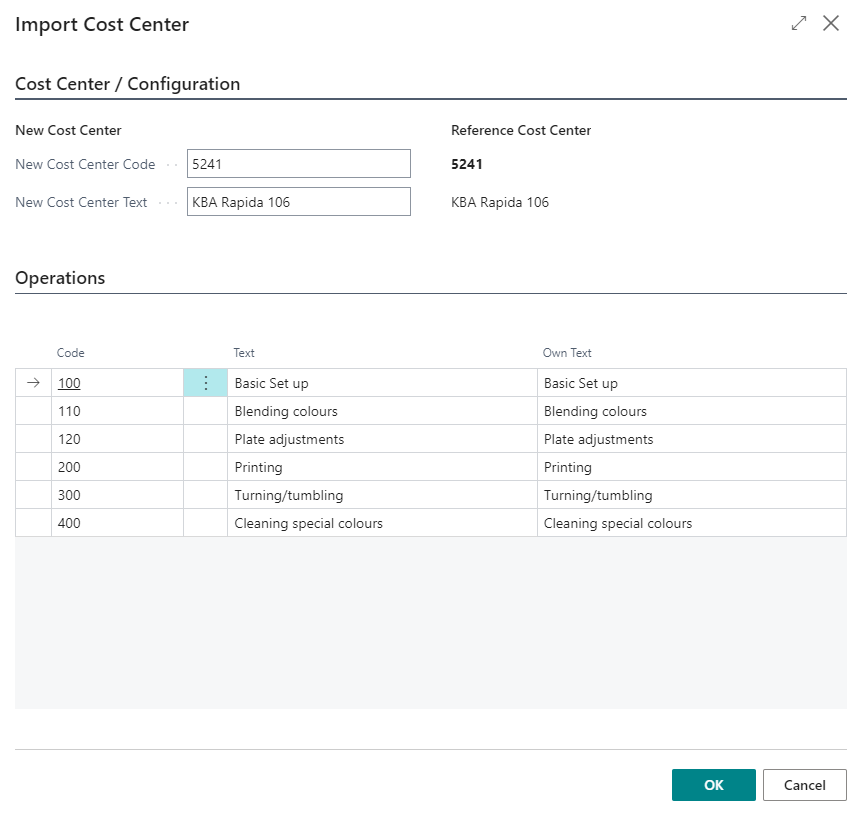 Import Cost Center
Cost Center / Configuration
New Cost Center
Reference Cost Center
New Cost Center Code
5241
5241
New Cost Center Text
KBA Rapida 106
KBA Rapida 106
Operations
Code Text Own Text
100 Basic Set up Basic Set up
110 Blending colours Blending colours
120 Plate adjustments Plate adjustments
200 Printing Printing
300 Turning/tumbling Turning/tumbling
400 Cleaning special colours Cleaning special colours
OK Cancel